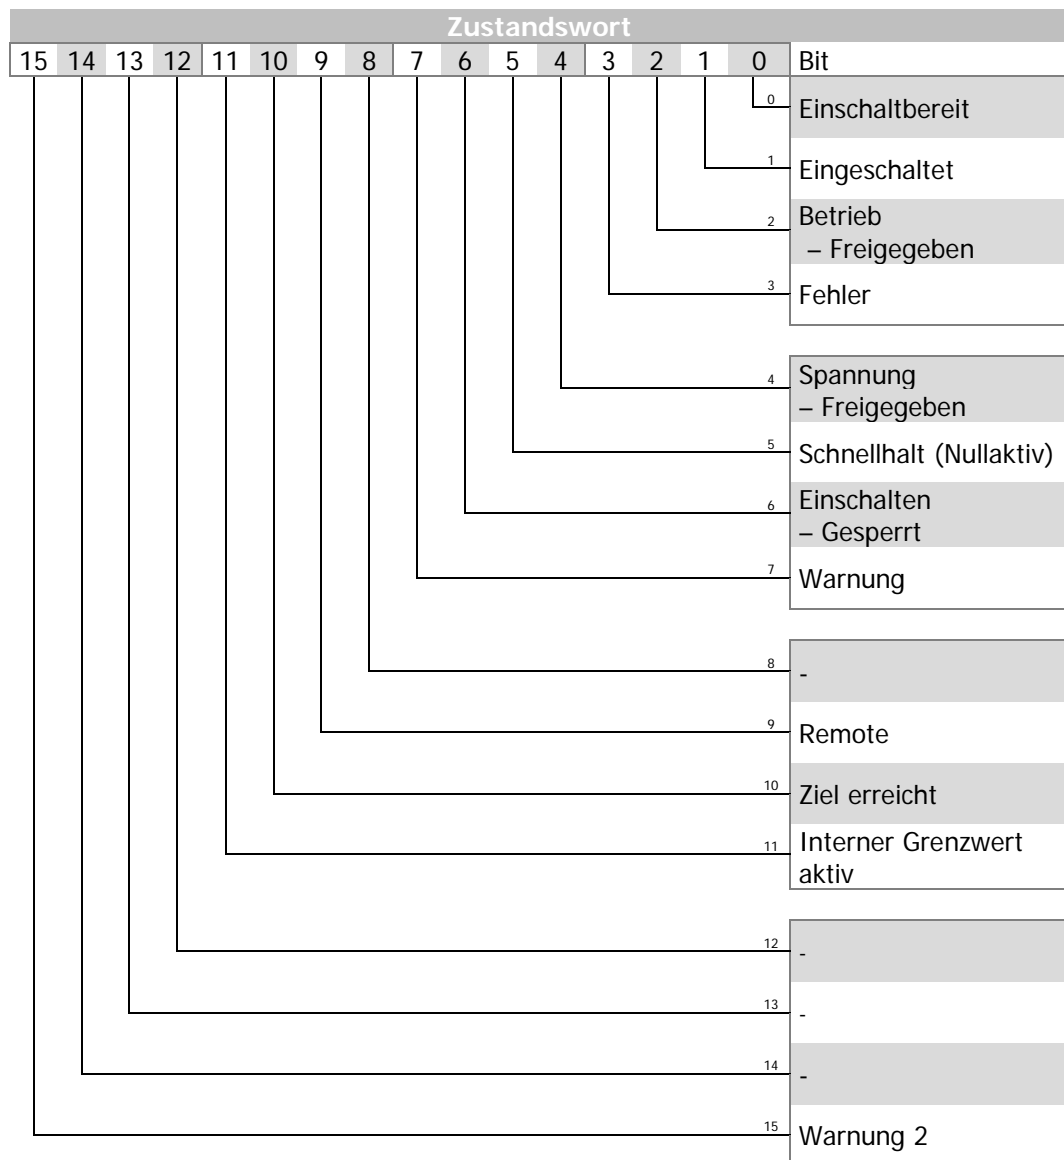 Zustandswort
15 14 13 12 11 10 9 8 7 6 5 4 3 2 1 0 Bit
0 Einschaltbereit
1 Eingeschaltet
2 Betrieb
– Freigegeben
3 Fehler
4 Spannung
– Freigegeben
5 Schnellhalt (Nullaktiv)
6 Einschalten
– Gesperrt
7 Warnung
8 -
9 Remote
10 Ziel erreicht
11 Interner Grenzwert
aktiv
12 -
13 -
14 -
15 Warnung 2